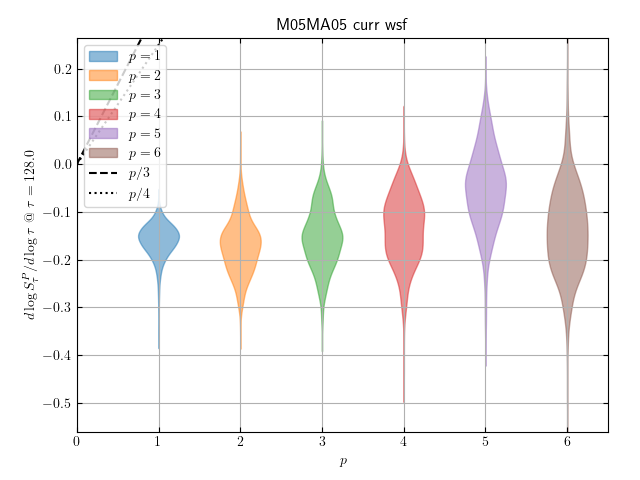 M05MA05 curr wsf
d log S_τ^P / d log τ @ τ = 128.0
0.2
0.1
0.0
−0.1
−0.2
−0.3
−0.4
−0.5
p = 1
p = 2
p = 3
p = 4
p = 5
p = 6
p/3
p/4
0 1 2 3 4 5 6
p